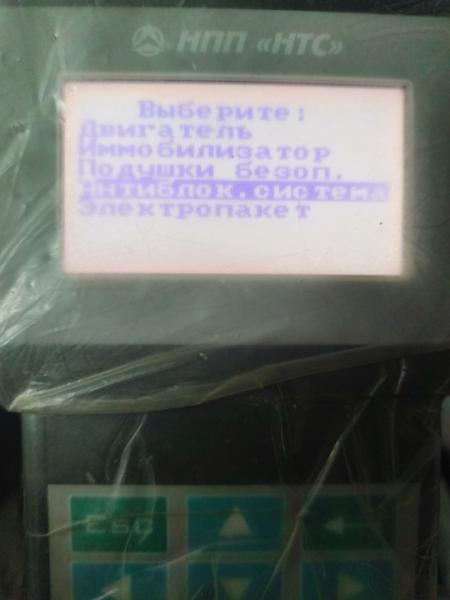 НПП «НТС»
Выберите:
Двигатель
Иммобилизатор
Подушки безоп.
Антиблок.система
Электропакет
ESC